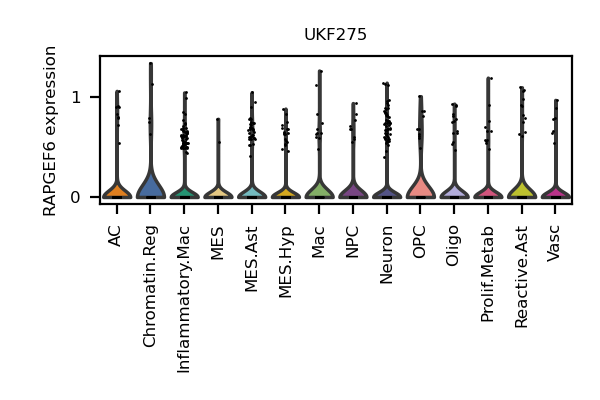 UKF275
RAPGEF6 expression
1
0
AC
Chromatin.Reg
Inflammatory.Mac
MES
MES.Ast
MES.Hyp
Mac
NPC
Neuron
OPC
Oligo
Prolif.Metab
Reactive.Ast
Vasc